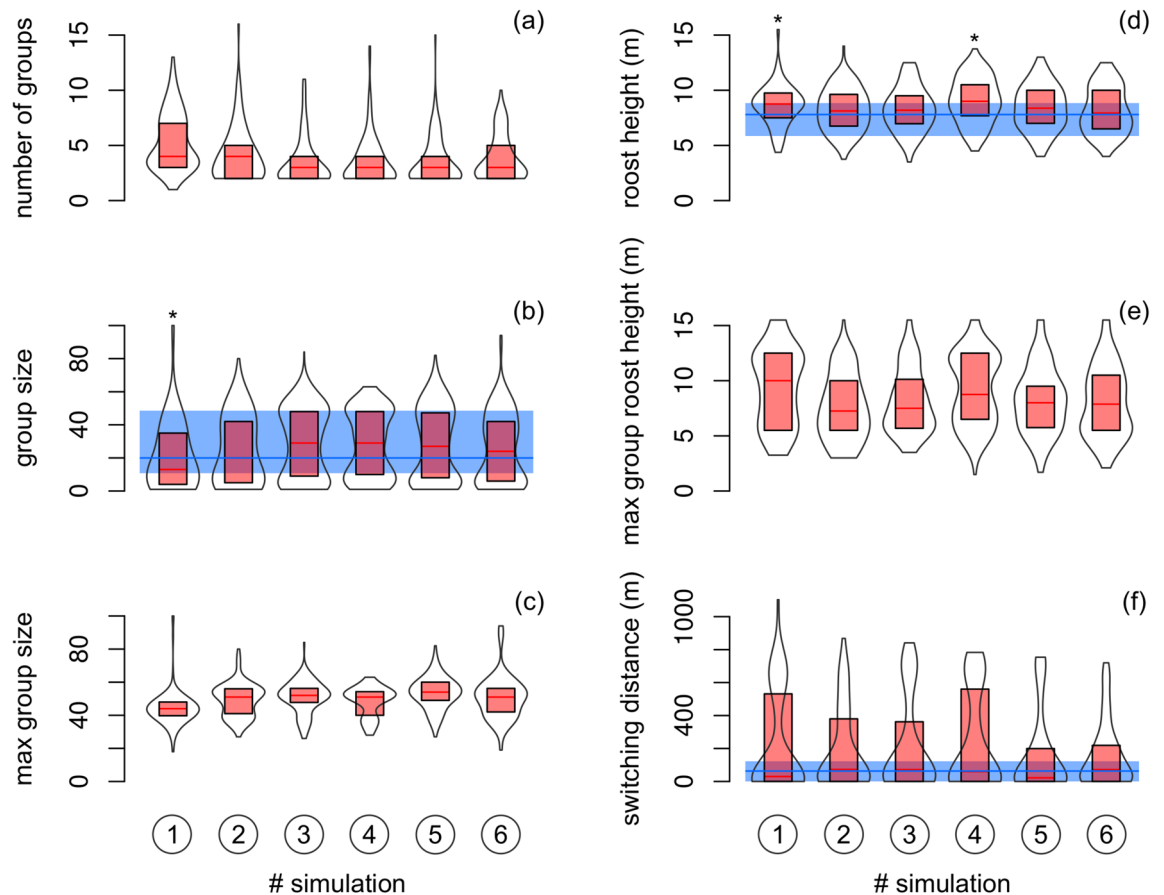 (a)
number of groups
0
5
10
15
(b)
*
group size
0
40
80
(c)
max group size
0
40
80
1
2
3
4
5
6
# simulation
(d)
*
*
roost height (m)
0
5
10
15
(e)
max group roost height (m)
0
5
10
15
(f)
switching distance (m)
0
400
1000
1
2
3
4
5
6
# simulation